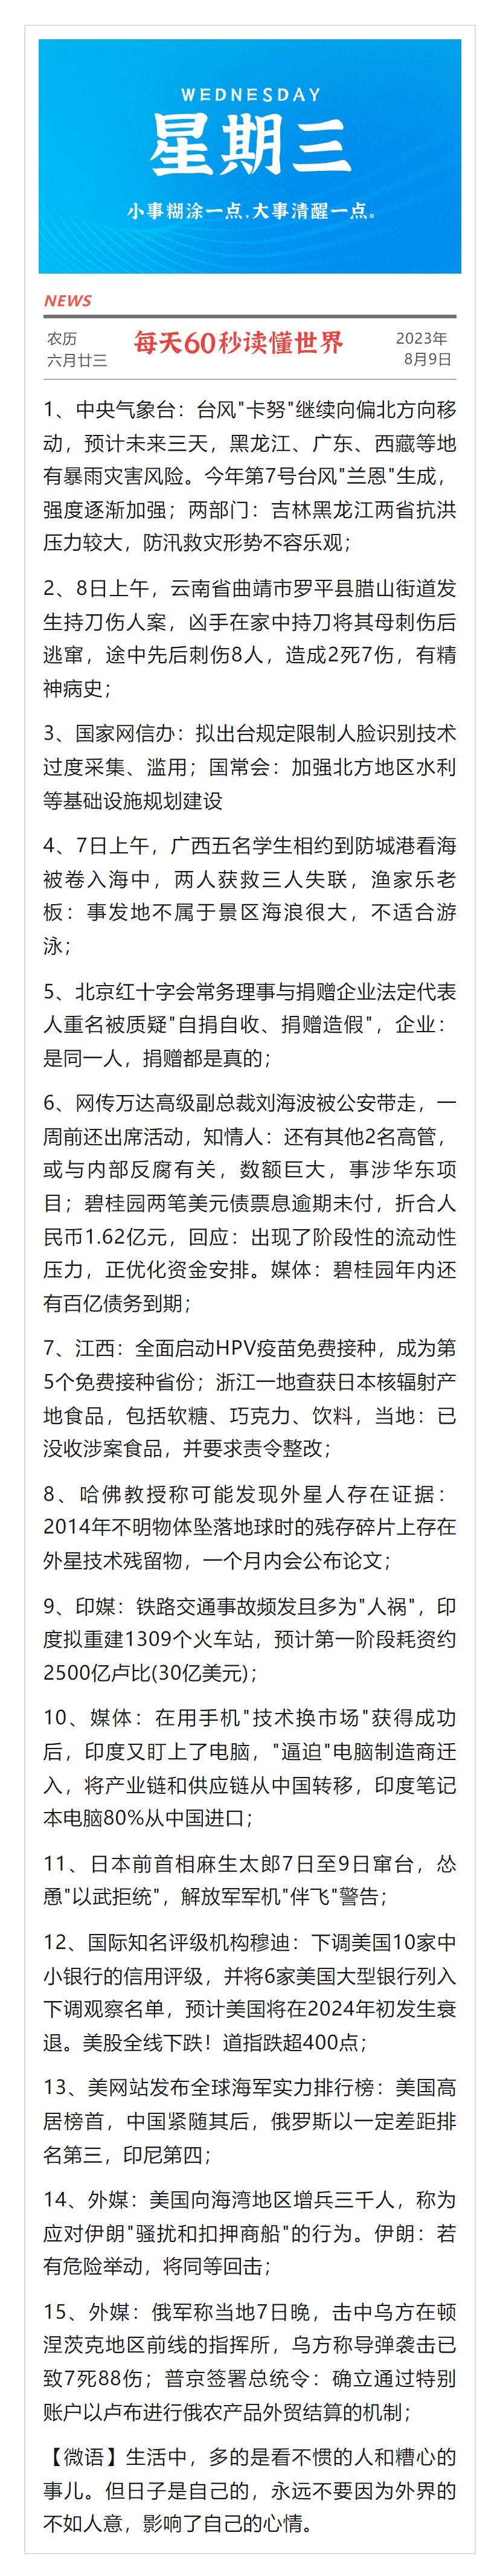 WEDNESDAY
星期三
小事糊涂一点,大事清醒一点。
NEWS
农历
六月廿三
每天60秒读懂世界
2023年
8月9日
1、中央气象台：台风"卡努"继续向偏北方向移
动，预计未来三天，黑龙江、广东、西藏等地
有暴雨灾害风险。今年第7号台风"兰恩"生成，
强度逐渐加强；两部门：吉林黑龙江两省抗洪
压力较大，防汛救灾形势不容乐观；
2、8日上午，云南省曲靖市罗平县腊山街道发
生持刀伤人案，凶手在家中持刀将其母刺伤后
逃窜，途中先后刺伤8人，造成2死7伤，有精
神病史；
3、国家网信办：拟出台规定限制人脸识别技术
过度采集、滥用；国常会：加强北方地区水利
等基础设施规划建设
4、7日上午，广西五名学生相约到防城港看海
被卷入海中，两人获救三人失联，渔家乐老
板：事发地不属于景区海浪很大，不适合游
泳；
5、北京红十字会常务理事与捐赠企业法定代表
人重名被质疑"自捐自收、捐赠造假"，企业：
是同一人，捐赠都是真的；
6、网传万达高级副总裁刘海波被公安带走，一
周前还出席活动，知情人：还有其他2名高管，
或与内部反腐有关，数额巨大，事涉华东项
目；碧桂园两笔美元债票息逾期未付，折合人
民币1.62亿元，回应：出现了阶段性的流动性
压力，正优化资金安排。媒体：碧桂园年内还
有百亿债务到期；
7、江西：全面启动HPV疫苗免费接种，成为第
5个免费接种省份；浙江一地查获日本核辐射产
地食品，包括软糖、巧克力、饮料，当地：已
没收涉案食品，并要求责令整改；
8、哈佛教授称可能发现外星人存在证据：
2014年不明物体坠落地球时的残存碎片上存在
外星技术残留物，一个月内会公布论文；
9、印媒：铁路交通事故频发且多为"人祸"，印
度拟重建1309个火车站，预计第一阶段耗资约
2500亿卢比(30亿美元)；
10、媒体：在用手机"技术换市场"获得成功
后，印度又盯上了电脑，"逼迫"电脑制造商迁
入，将产业链和供应链从中国转移，印度笔记
本电脑80%从中国进口；
11、日本前首相麻生太郎7日至9日窜台，怂
恿"以武拒统"，解放军军机"伴飞"警告；
12、国际知名评级机构穆迪：下调美国10家中
小银行的信用评级，并将6家美国大型银行列入
下调观察名单，预计美国将在2024年初发生衰
退。美股全线下跌！道指跌超400点；
13、美网站发布全球海军实力排行榜：美国高
居榜首，中国紧随其后，俄罗斯以一定差距排
名第三，印尼第四；
14、外媒：美国向海湾地区增兵三千人，称为
应对伊朗"骚扰和扣押商船"的行为。伊朗：若
有危险举动，将同等回击；
15、外媒：俄军称当地7日晚，击中乌方在顿
涅茨克地区前线的指挥所，乌方称导弹袭击已
致7死88伤；普京签署总统令：确立通过特别
账户以卢布进行俄农产品外贸结算的机制；
【微语】生活中，多的是看不惯的人和糟心的
事儿。但日子是自己的，永远不要因为外界的
不如人意，影响了自己的心情。